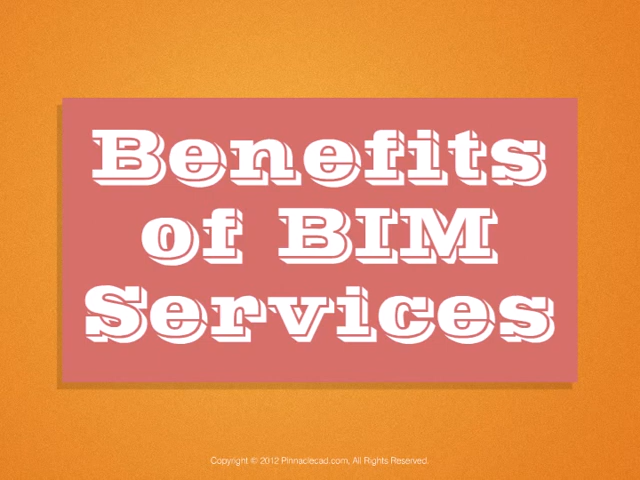 Benefits
of BIM
Services
Copyright © 2012 Pinnaclecad.com, All Rights Reserved.